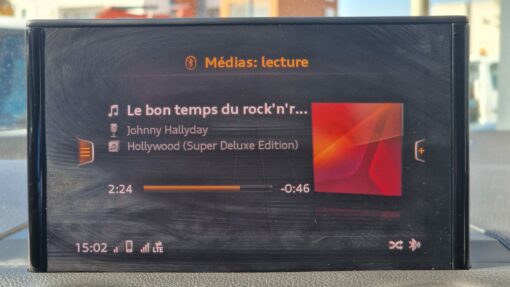 Médias: lecture
Le bon temps du rock'n'r...
Johnny Hallyday
Hollywood (Super Deluxe Edition)
2:24 -0:46
15:02 LTE